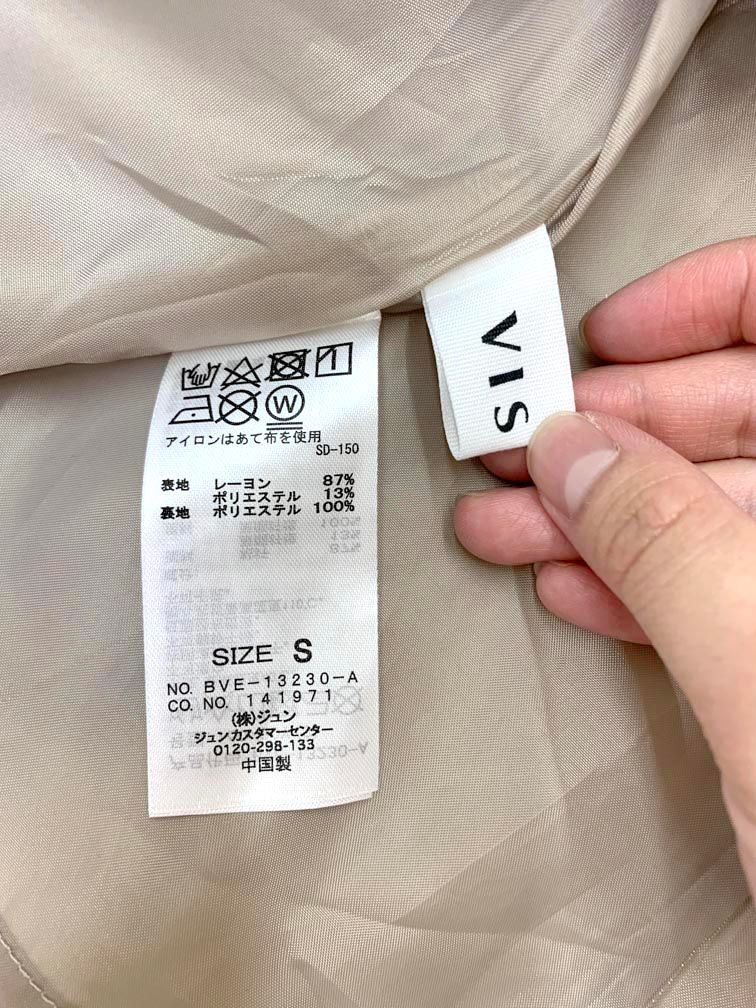 VIS
W
アイロンはあて布を使用
SD-150
表地 レーヨン 87%
ポリエステル 13%
裏地 ポリエステル 100%
SIZE S
NO. BVE-13230-A
CO. NO. 141971
(株)ジュン
ジュンカスタマーセンター
0120-298-133
中国製